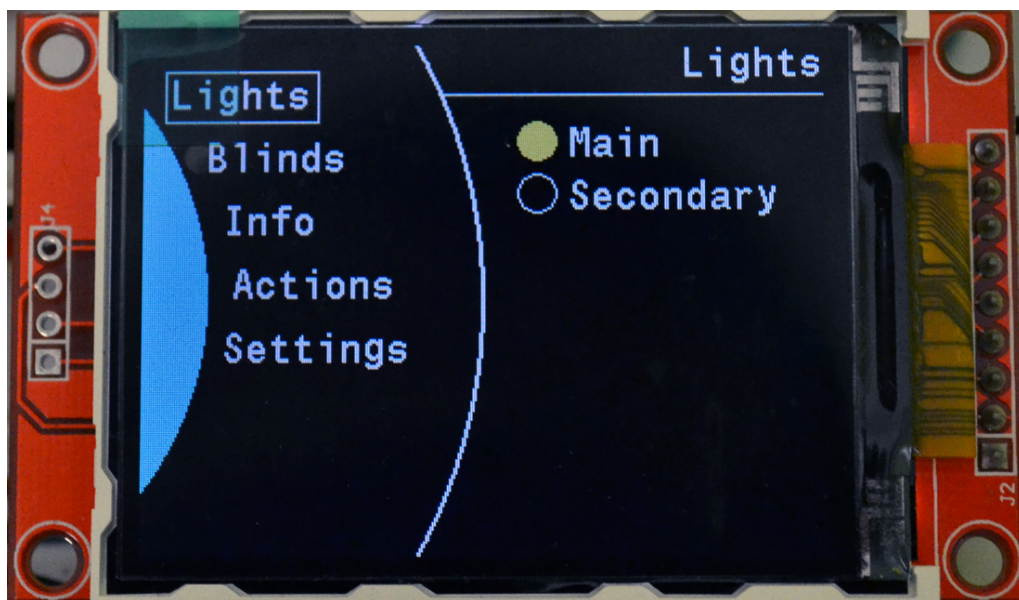 Lights
Blinds
Info
Actions
Settings
Lights
Main
Secondary
J4
J2